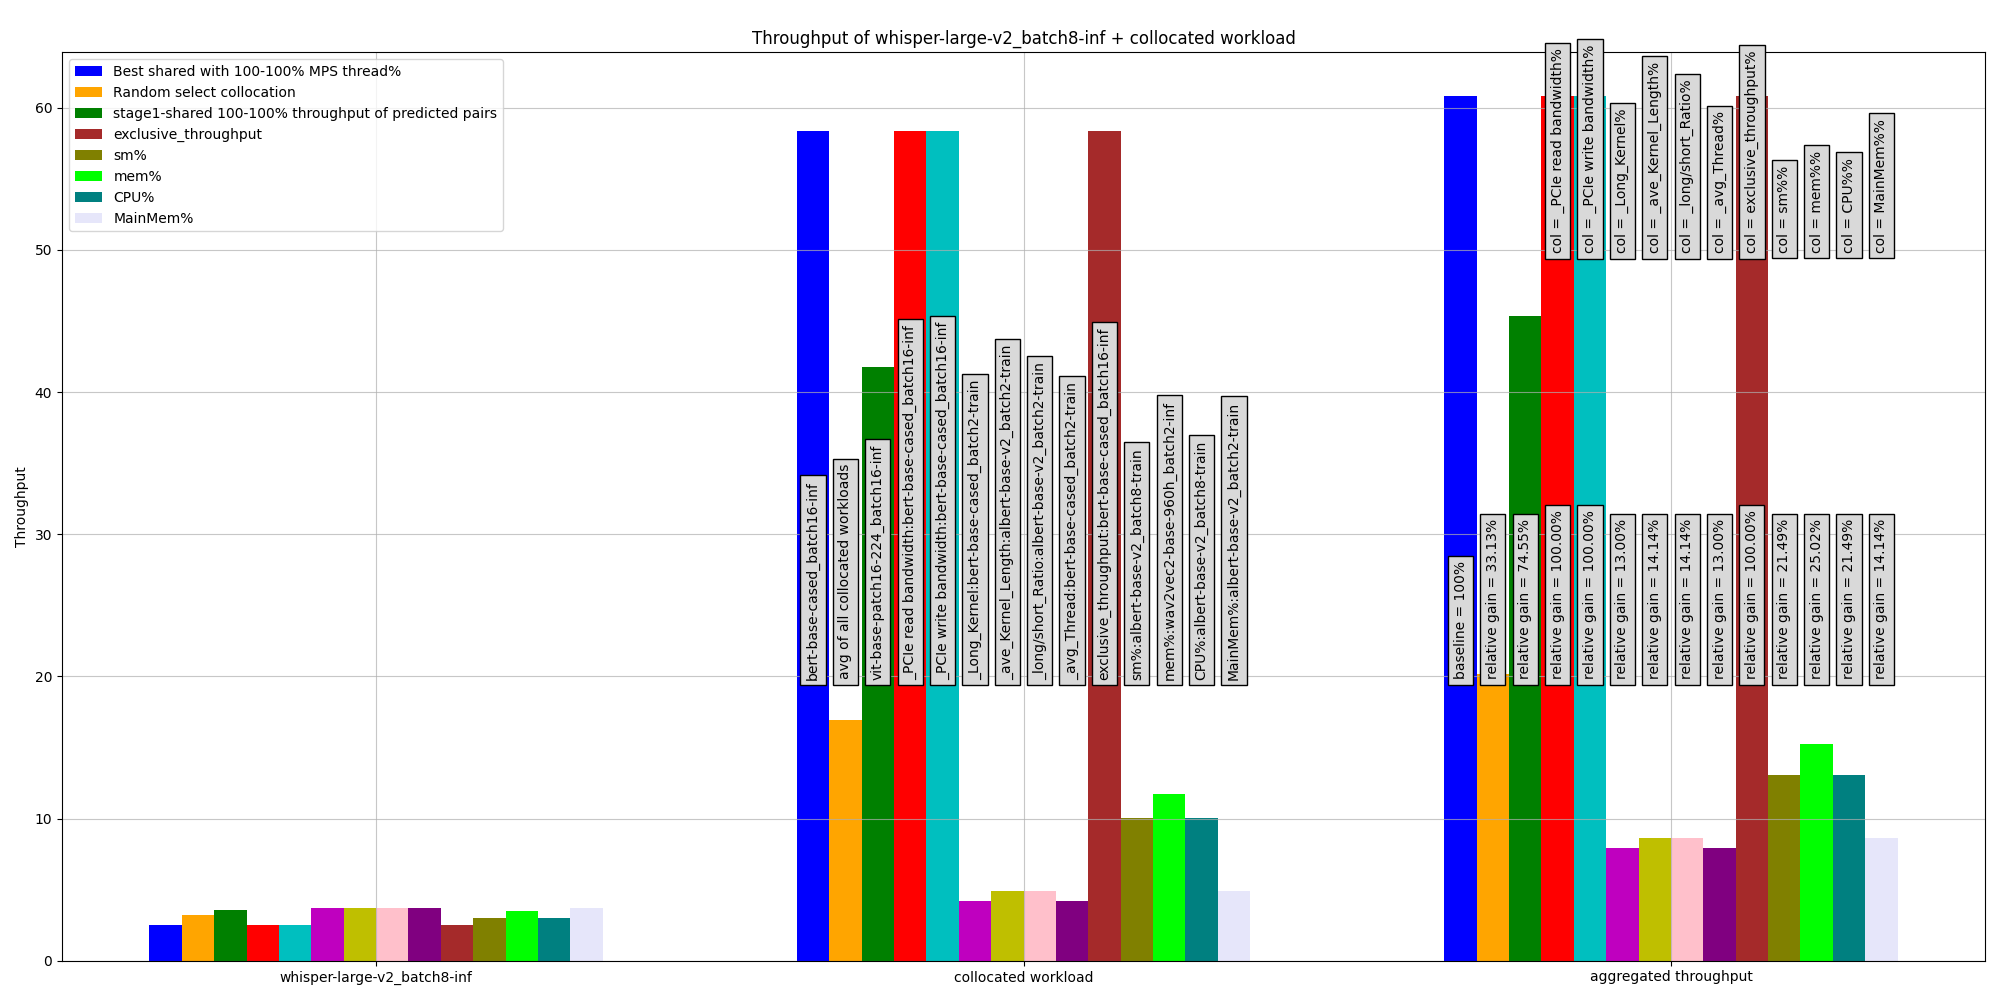 Throughput of whisper-large-v2_batch8-inf + collocated workload
Best shared with 100-100% MPS thread%
Random select collocation
stage1-shared 100-100% throughput of predicted pairs
exclusive_throughput
sm%
mem%
CPU%
MainMem%
Throughput
60
50
40
30
20
10
0
bert-base-cased_batch16-inf
avg of all collocated workloads
vit-base-patch16-224_batch16-inf
_PCIe read bandwidth:bert-base-cased_batch16-inf
_PCIe write bandwidth:bert-base-cased_batch16-inf
_Long_Kernel:bert-base-cased_batch2-train
_ave_Kernel_Length:albert-base-v2_batch2-train
_long/short_Ratio:albert-base-v2_batch2-train
_avg_Thread:bert-base-cased_batch2-train
exclusive_throughput:bert-base-cased_batch16-inf
sm%:albert-base-v2_batch8-train
mem%:wav2vec2-base-960h_batch2-inf
CPU%:albert-base-v2_batch8-train
MainMem%:albert-base-v2_batch2-train
col = _PCIe read bandwidth%
col = _PCIe write bandwidth%
col = _Long_Kernel%
col = _ave_Kernel_Length%
col = _long/short_Ratio%
col = _avg_Thread%
col = exclusive_throughput%
col = sm%%
col = mem%%
col = CPU%%
col = MainMem%%
baseline = 100%
relative gain = 33.13%
relative gain = 74.55%
relative gain = 100.00%
relative gain = 100.00%
relative gain = 13.00%
relative gain = 14.14%
relative gain = 14.14%
relative gain = 13.00%
relative gain = 100.00%
relative gain = 21.49%
relative gain = 25.02%
relative gain = 21.49%
relative gain = 14.14%
whisper-large-v2_batch8-inf
collocated workload
aggregated throughput